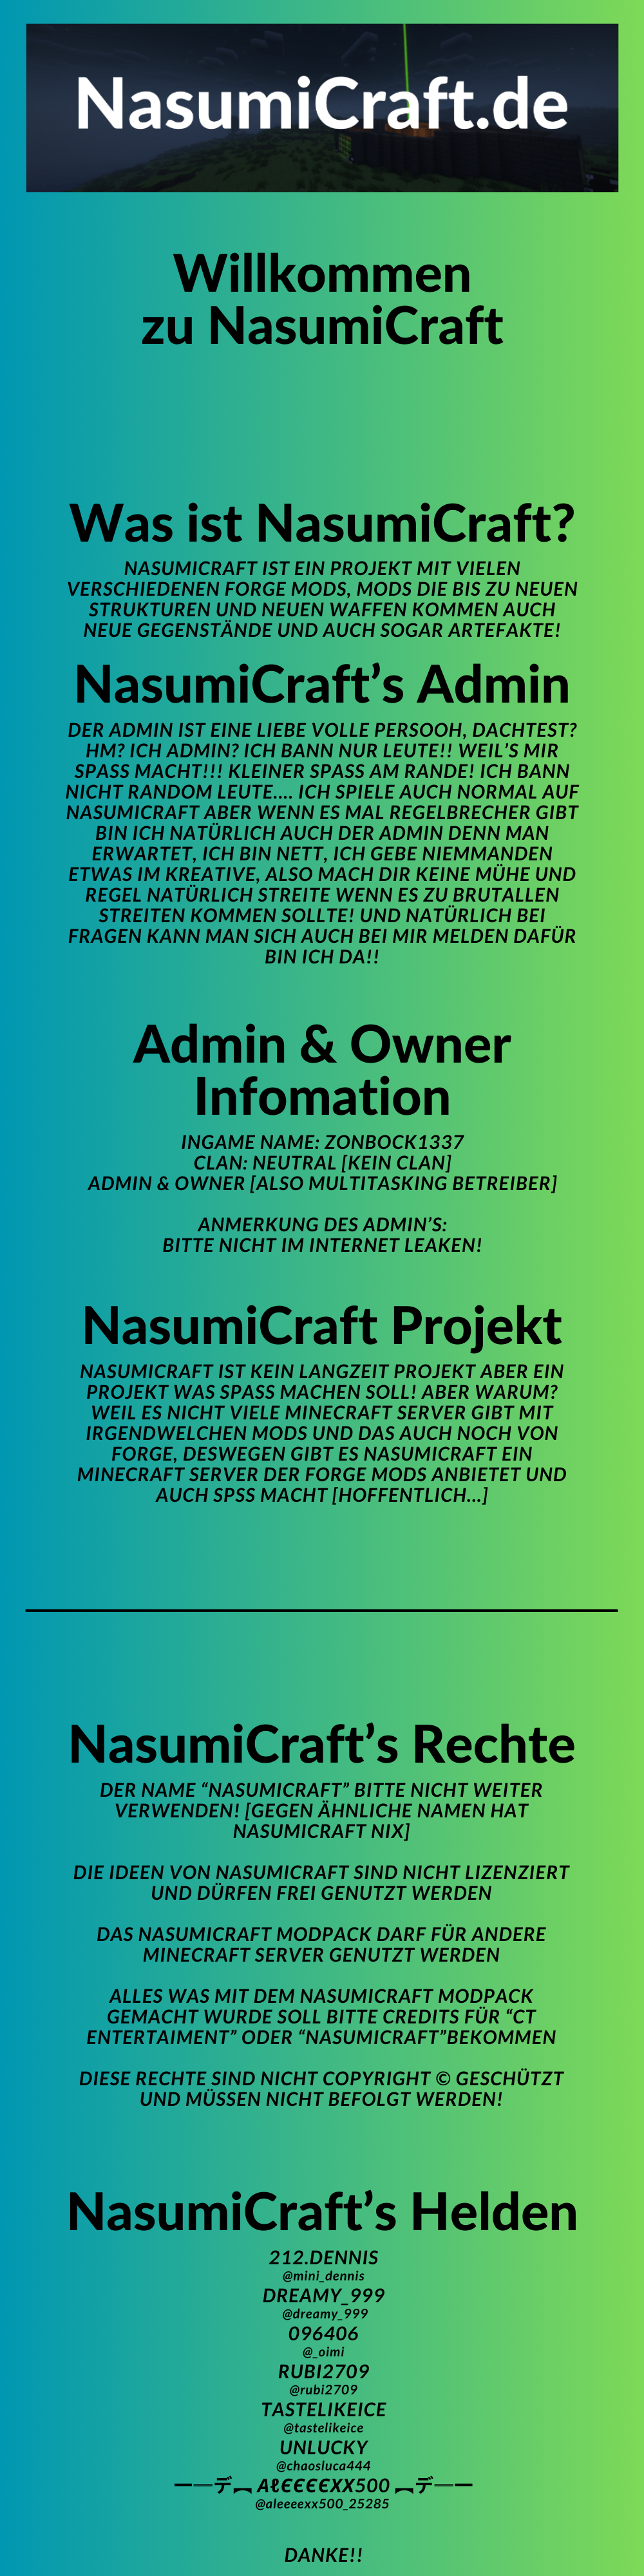 NasumiCraft.de
Willkommen
zu NasumiCraft
Was ist NasumiCraft?
NASUMICRAFT IST EIN PROJEKT MIT VIELEN
VERSCHIEDENEN FORGE MODS, MODS DIE BIS ZU NEUEN
STRUKTUREN UND NEUEN WAFFEN KOMMEN AUCH
NEUE GEGENSTÄNDE UND AUCH SOGAR ARTEFAKTE!
NasumiCraft's Admin
DER ADMIN IST EINE LIEBE VOLLE PERSOOH, DACHTEST?
HM? ICH ADMIN? ICH BANN NUR LEUTE!! WEIL'S MIR
SPASS MACHT!!! KLEINER SPASS AM RANDE! ICH BANN
NICHT RANDOM LEUTE.... ICH SPIELE AUCH NORMAL AUF
NASUMICRAFT ABER WENN ES MAL REGELBRECHER GIBT
BIN ICH NATÜRLICH AUCH DER ADMIN DENN MAN
ERWARTET, ICH BIN NETT, ICH GEBE NIEMMANDEN
ETWAS IM KREATIVE, ALSO MACH DIR KEINE MÜHE UND
REGEL NATÜRLICH STREITE WENN ES ZU BRUTALLEN
STREITEN KOMMEN SOLLTE! UND NATÜRLICH BEI
FRAGEN KANN MAN SICH AUCH BEI MIR MELDEN DAFÜR
BIN ICH DA!!
Admin & Owner
Infomation
INGAME NAME: ZONBOCK1337
CLAN: NEUTRAL [KEIN CLAN]
ADMIN & OWNER [ALSO MULTITASKING BETREIBER]
ANMERKUNG DES ADMIN'S:
BITTE NICHT IM INTERNET LEAKEN!
NasumiCraft Projekt
NASUMICRAFT IST KEIN LANGZEIT PROJEKT ABER EIN
PROJEKT WAS SPASS MACHEN SOLL! ABER WARUM?
WEIL ES NICHT VIELE MINECRAFT SERVER GIBT MIT
IRGENDWELCHEN MODS UND DAS AUCH NOCH VON
FORGE, DESWEGEN GIBT ES NASUMICRAFT EIN
MINECRAFT SERVER DER FORGE MODS ANBIETET UND
AUCH SPSS MACHT [HOFFENTLICH...]
NasumiCraft's Rechte
DER NAME “NASUMICRAFT” BITTE NICHT WEITER
VERWENDEN! [GEGEN ÄHNLICHE NAMEN HAT
NASUMICRAFT NIX]
DIE IDEEN VON NASUMICRAFT SIND NICHT LIZENZIERT
UND DÜRFEN FREI GENUTZT WERDEN
DAS NASUMICRAFT MODPACK DARF FÜR ANDERE
MINECRAFT SERVER GENUTZT WERDEN
ALLES WAS MIT DEM NASUMICRAFT MODPACK
GEMACHT WURDE SOLL BITTE CREDITS FÜR “CT
ENTERTAIMENT” ODER “NASUMICRAFT”BEKOMMEN
DIESE RECHTE SIND NICHT COPYRIGHT © GESCHÜTZT
UND MÜSSEN NICHT BEFOLGT WERDEN!
NasumiCraft's Helden
212.DENNIS
@mini_dennis
DREAMY_999
@dreamy_999
096406
@_oimi
RUBI2709
@rubi2709
TASTELIKEICE
@tastelikeice
UNLUCKY
@chaosluca444
一═デ︻ AℓЄЄЄЄXX500 ︻デ═一
@aleeeexx500_25285
DANKE!!